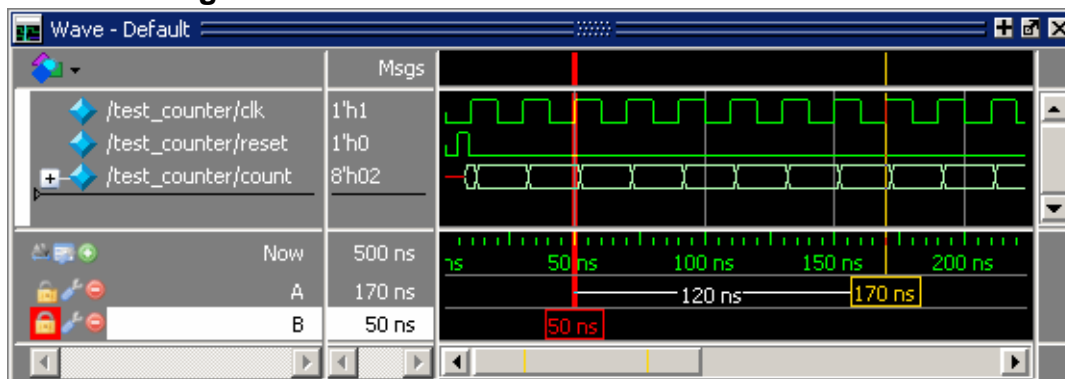 Wave - Default
Msgs
/test_counter/clk 1'h1
/test_counter/reset 1'h0
/test_counter/count 8'h02
Now 500 ns
ns 50 ns 100 ns 150 ns 200 ns
A 170 ns
120 ns 170 ns
B 50 ns
50 ns